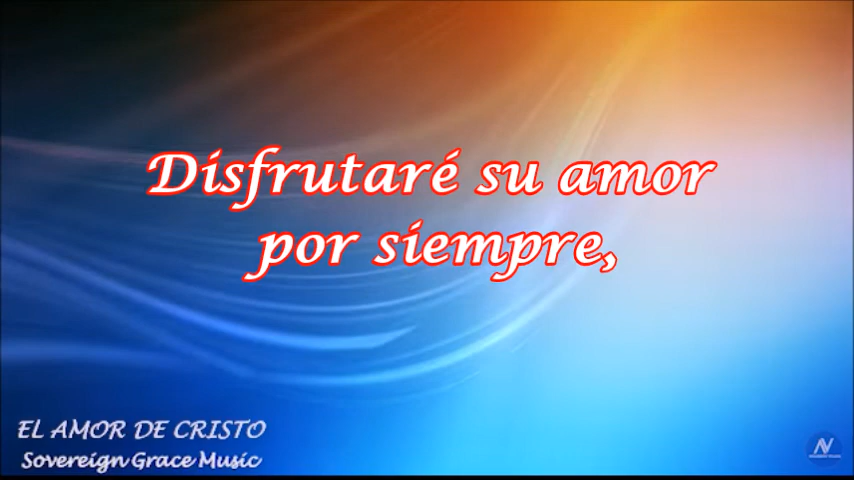 Disfrutaré su amor
por siempre,
EL AMOR DE CRISTO
Sovereign Grace Music